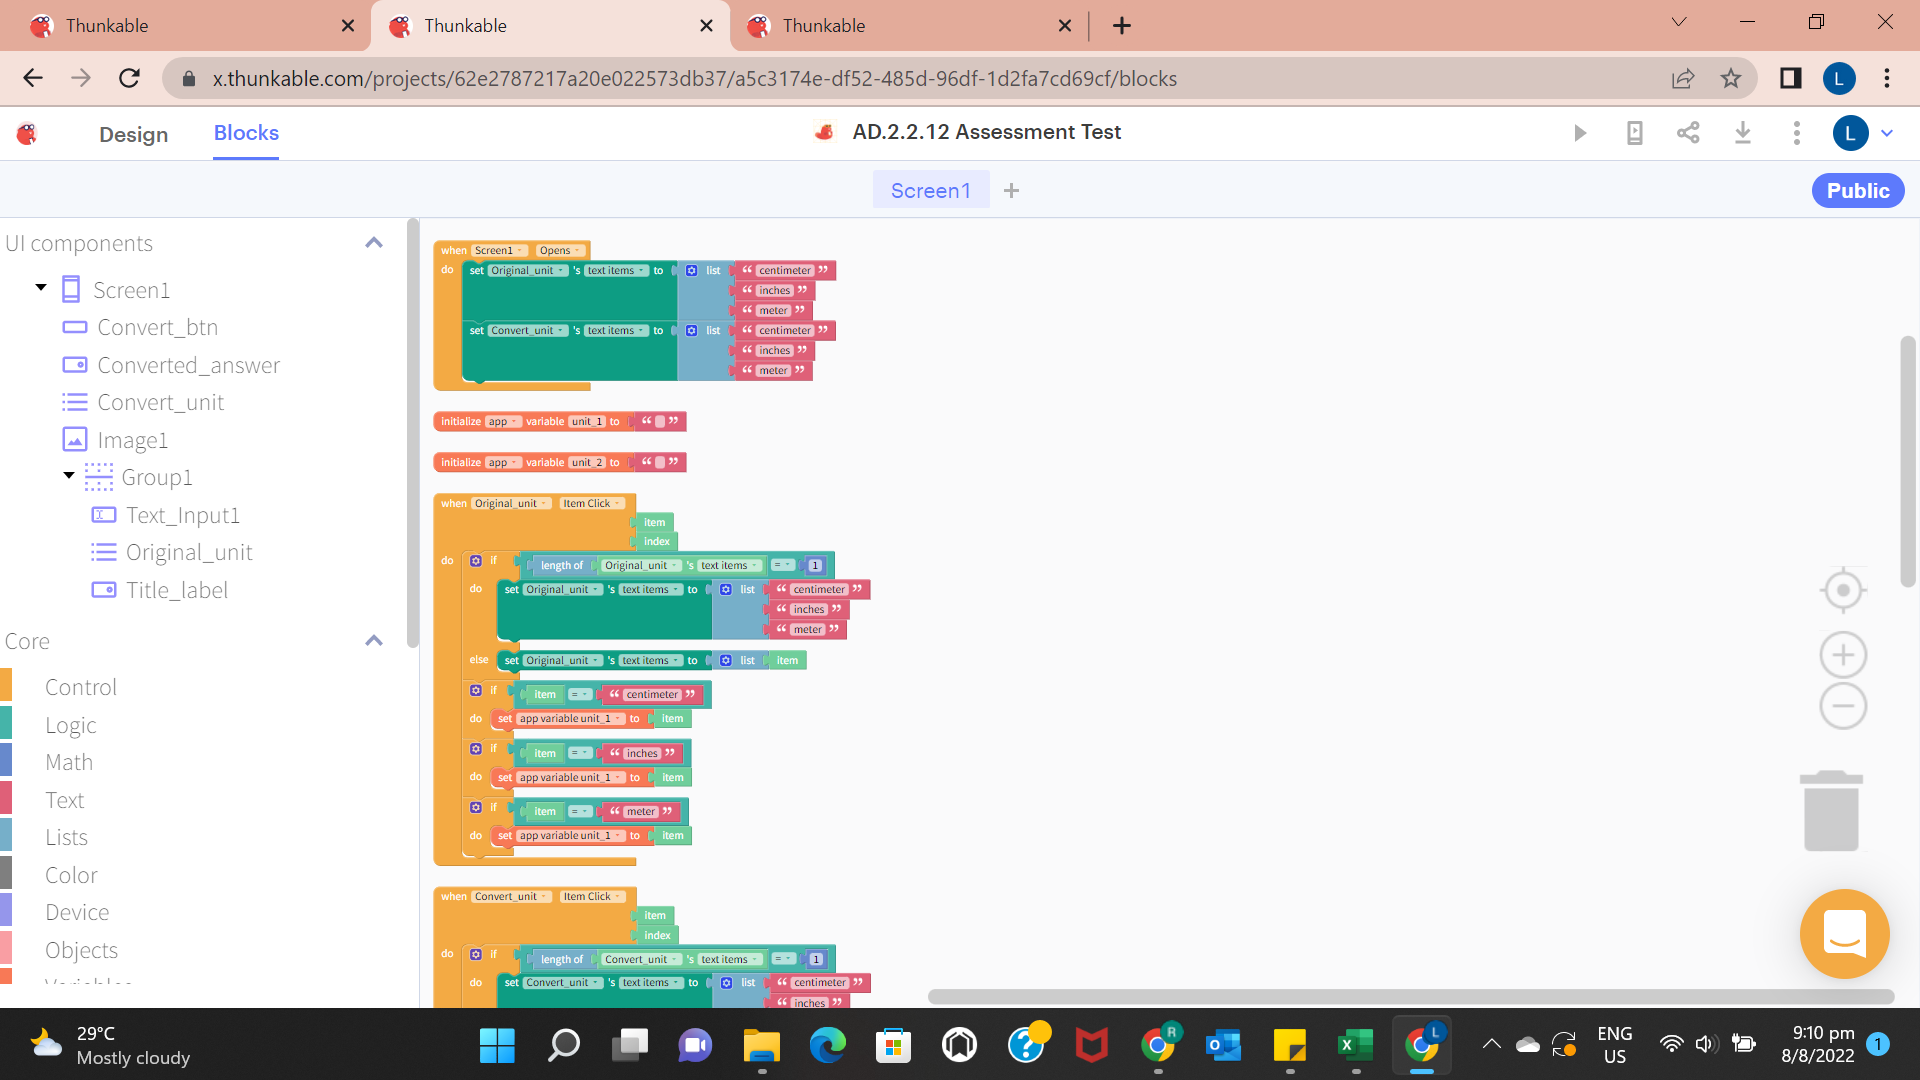 Thunkable
Thunkable
Thunkable
x.thunkable.com/projects/62e2787217a20e022573db37/a5c3174e-df52-485d-96df-1d2fa7cd69cf/blocks
L
Design
Blocks
AD.2.2.12 Assessment Test
L
Screen1
Public
UI components
Screen1
Convert_btn
Converted_answer
Convert_unit
Image1
Group1
Text_Input1
Original_unit
Title_label
Core
Control
Logic
Math
Text
Lists
Color
Device
Objects
Variables
when Screen1 Opens
do set Original_unit 's text items to list “ centimeter ”
“ inches ”
“ meter ”
set Convert_unit 's text items to list “ centimeter ”
“ inches ”
“ meter ”
initialize app variable unit_1 to “ ”
initialize app variable unit_2 to “ ”
when Original_unit Item Click
item
index
do if length of Original_unit 's text items = 1
do set Original_unit 's text items to list “ centimeter ”
“ inches ”
“ meter ”
else set Original_unit 's text items to list item
if item = “ centimeter ”
do set app variable unit_1 to item
if item = “ inches ”
do set app variable unit_1 to item
if item = “ meter ”
do set app variable unit_1 to item
when Convert_unit Item Click
item
index
do if length of Convert_unit 's text items = 1
do set Convert_unit 's text items to list “ centimeter ”
“ inches ”
29°C
Mostly cloudy
R
L
ENG
US
9:10 pm
8/8/2022
1